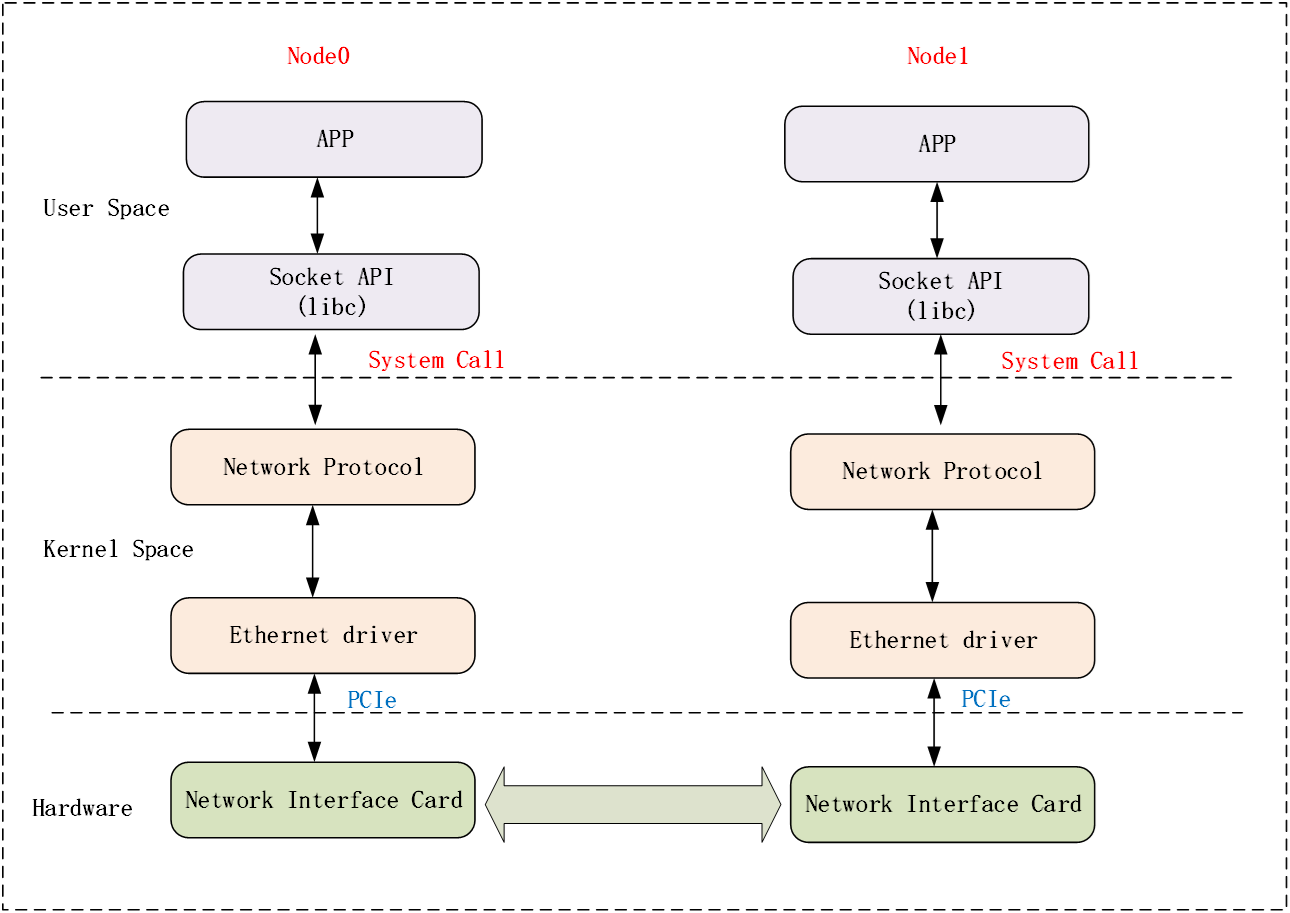 Node0
Node1
APP
APP
User Space
Socket API
(libc)
Socket API
(libc)
System Call
System Call
Network Protocol
Network Protocol
Kernel Space
Ethernet driver
Ethernet driver
PCIe
PCIe
Hardware
Network Interface Card
Network Interface Card